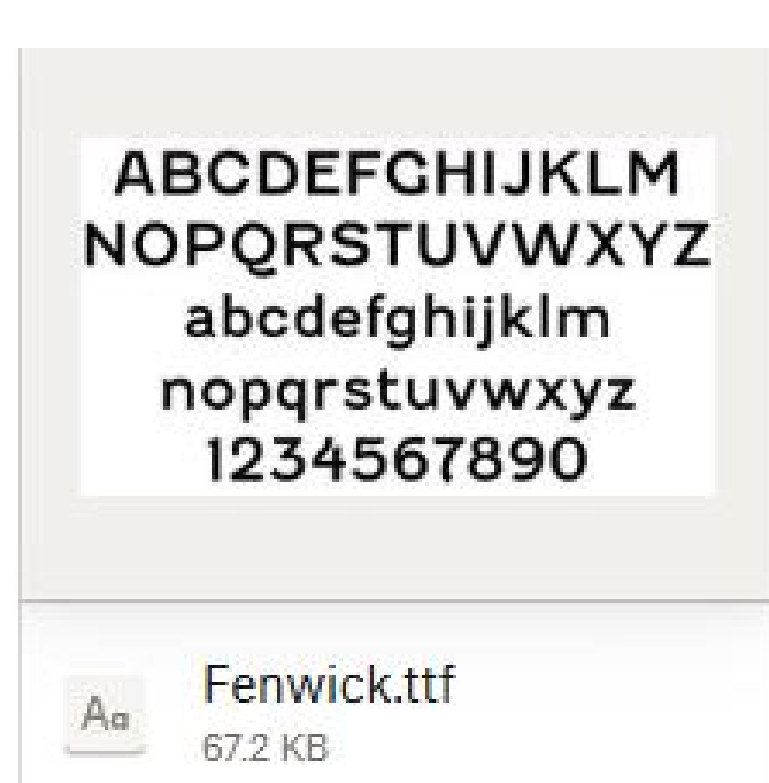 ABCDEFGHIJKLM
NOPQRSTUVWXYZ
abcdefghijklm
nopqrstuvwxyz
1234567890
Aa
Fenwick.ttf
67.2 KB